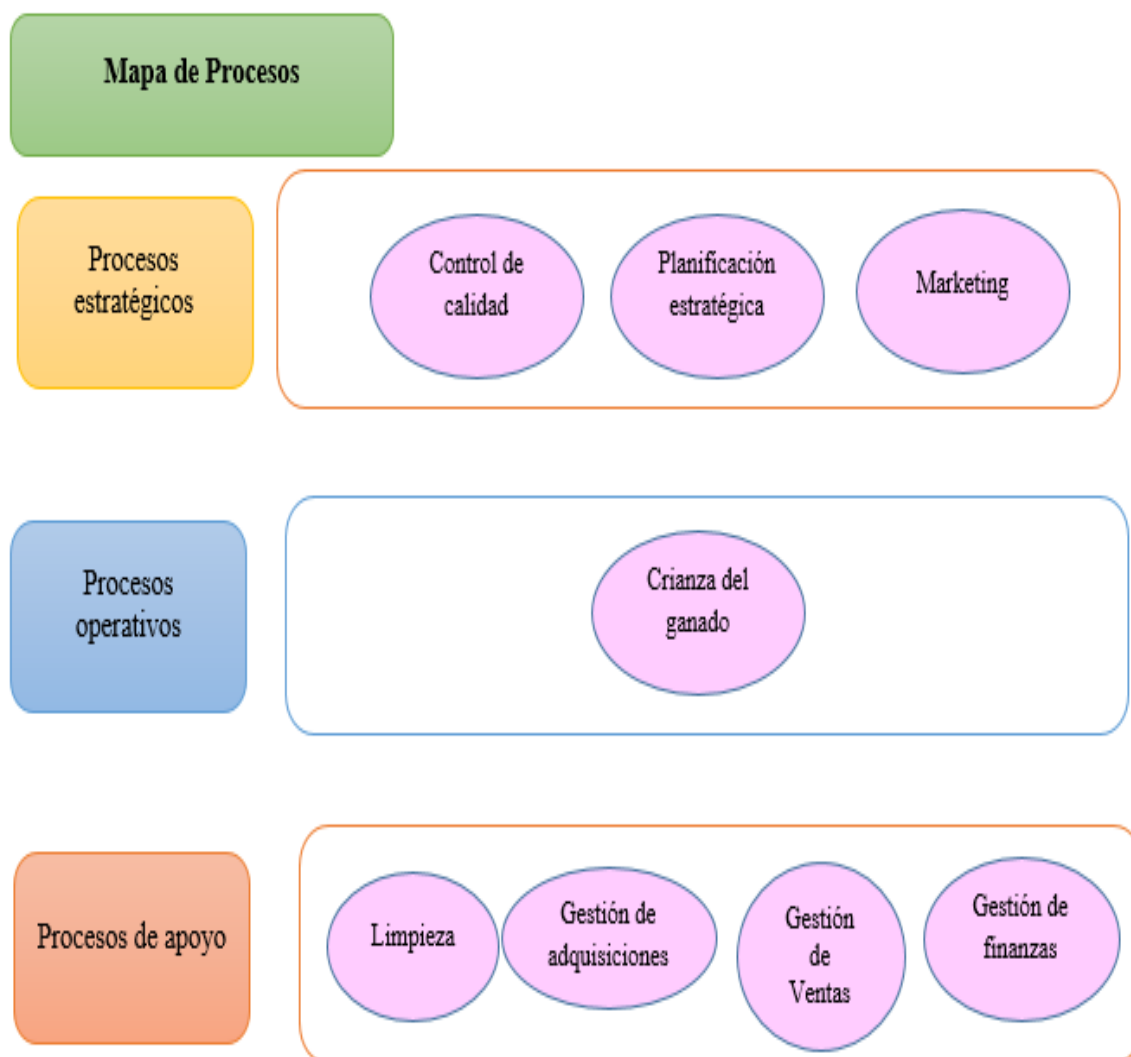 Mapa de Procesos
Procesos
estratégicos
Control de
calidad
Planificación
estratégica
Marketing
Procesos
operativos
Crianza del
ganado
Procesos de apoyo
Limpieza
Gestión de
adquisiciones
Gestión
de
Ventas
Gestión de
finanzas